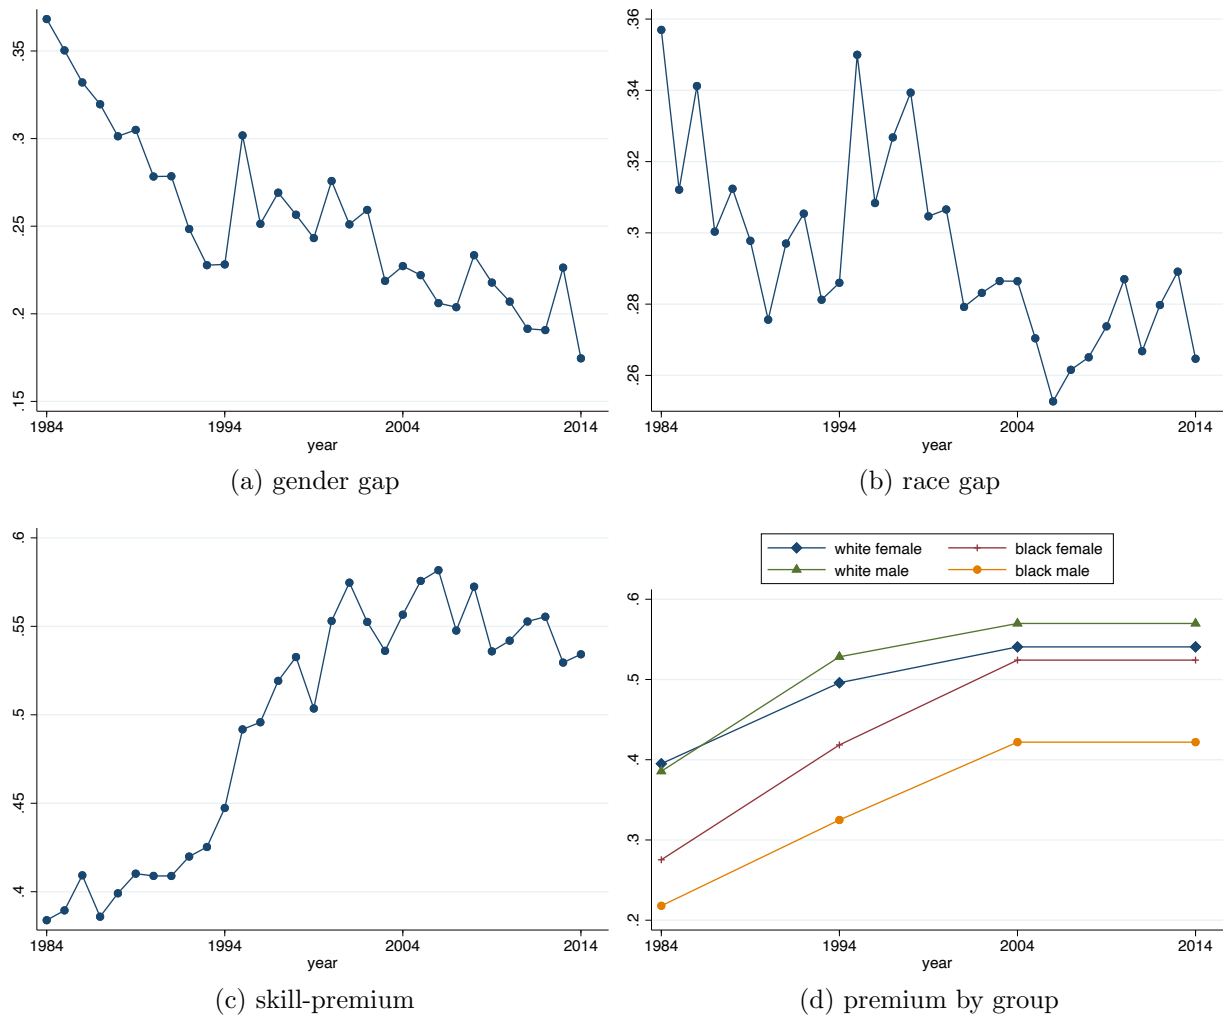 .35
.3
.25
.2
.15
1984 1994 2004 2014
year
(a) gender gap
.36
.34
.32
.3
.28
.26
1984 1994 2004 2014
year
(b) race gap
.6
.55
.5
.45
.4
1984 1994 2004 2014
year
(c) skill-premium
white female black female
white male black male
.6
.5
.4
.3
.2
1984 1994 2004 2014
year
(d) premium by group